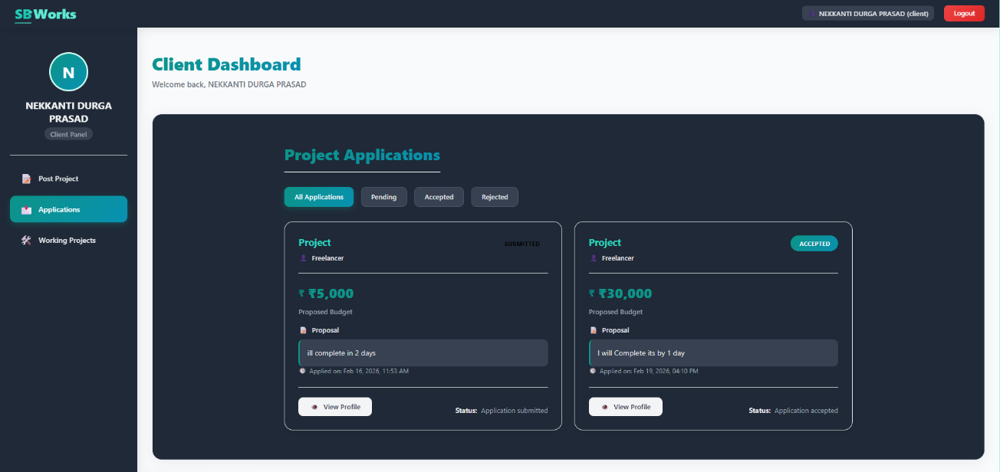 SBWorks
NEKKANTI DURGA PRASAD (client)
Logout
N
NEKKANTI DURGA
PRASAD
Client Panel
Post Project
Applications
Working Projects
Client Dashboard
Welcome back, NEKKANTI DURGA PRASAD
Project Applications
All Applications
Pending
Accepted
Rejected
Project
SUBMITTED
Freelancer
₹ ₹5,000
Proposed Budget
Proposal
ill complete in 2 days
Applied on: Feb 16, 2026, 11:53 AM
View Profile
Status: Application submitted
Project
ACCEPTED
Freelancer
₹ ₹30,000
Proposed Budget
Proposal
I will Complete its by 1 day
Applied on: Feb 19, 2026, 04:10 PM
View Profile
Status: Application accepted